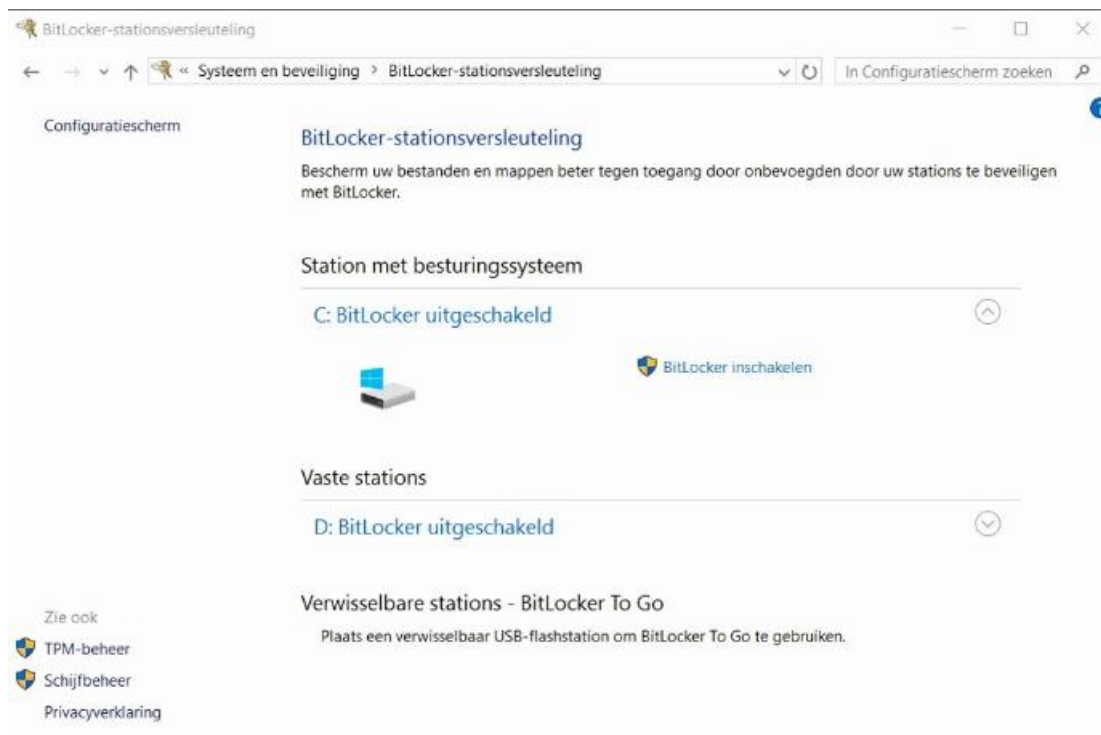 BitLocker-stationsversleuteling
« Systeem en beveiliging > BitLocker-stationsversleuteling
In Configuratiescherm zoeken
Configuratiescherm
BitLocker-stationsversleuteling
Bescherm uw bestanden en mappen beter tegen toegang door onbevoegden door uw stations te beveiligen
met BitLocker.
Station met besturingssysteem
C: BitLocker uitgeschakeld
BitLocker inschakelen
Vaste stations
D: BitLocker uitgeschakeld
Verwisselbare stations - BitLocker To Go
Plaats een verwisselbaar USB-flashstation om BitLocker To Go te gebruiken.
Zie ook
TPM-beheer
Schijfbeheer
Privacyverklaring